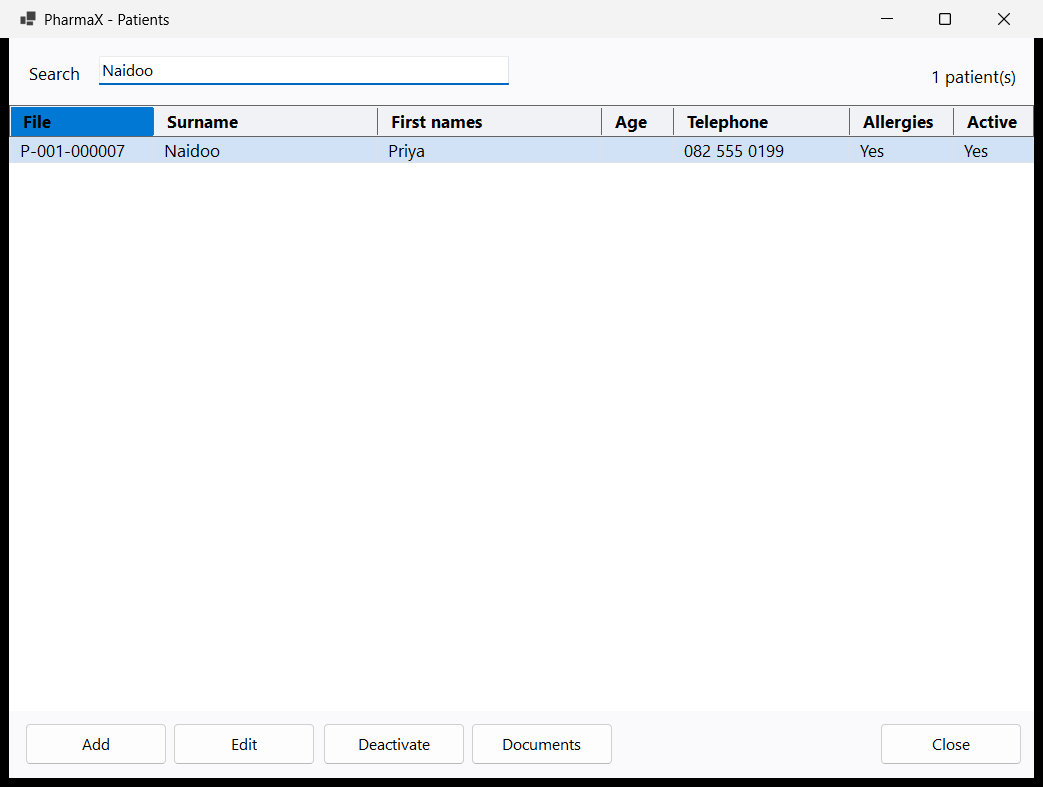 PharmaX - Patients
Search Naidoo 1 patient(s)
File Surname First names Age Telephone Allergies Active
P-001-000007 Naidoo Priya 082 555 0199 Yes Yes
Add Edit Deactivate Documents Close